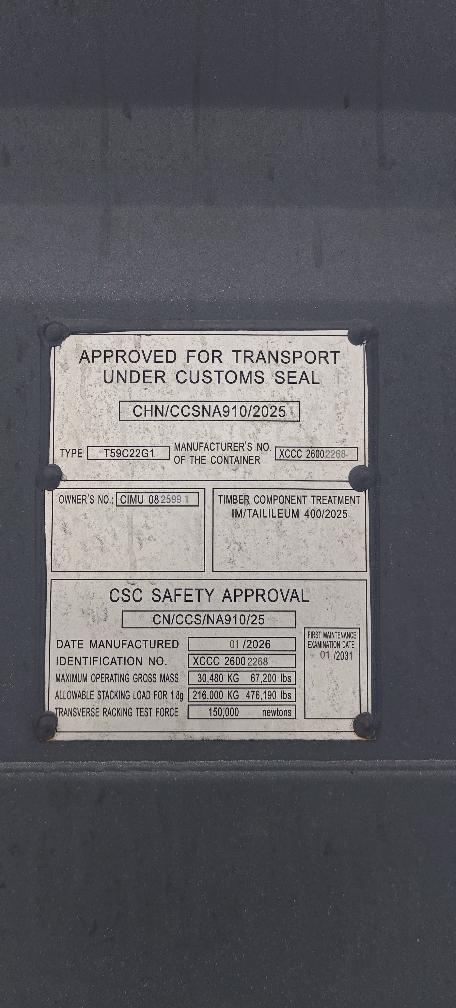 APPROVED FOR TRANSPORT
UNDER CUSTOMS SEAL
CHN/CCSNA910/2025
TYPE T59C22G1 MANUFACTURER'S NO. OF THE CONTAINER XCCC 26002268
OWNER'S NO.: CIMU 082599 1
TIMBER COMPONENT TREATMENT
IM/TAILILEUM 400/2025
CSC SAFETY APPROVAL
CN/CCS/NA910/25
DATE MANUFACTURED 01/2026
IDENTIFICATION NO. XCCC 26002268
MAXIMUM OPERATING GROSS MASS 30,480 KG 67,200 lbs
ALLOWABLE STACKING LOAD FOR 1.8g 216.000 KG 476,190 lbs
TRANSVERSE RACKING TEST FORCE 150,000 newtons
FIRST MAINTENANCE
EXAMINATION DATE
01 /2031